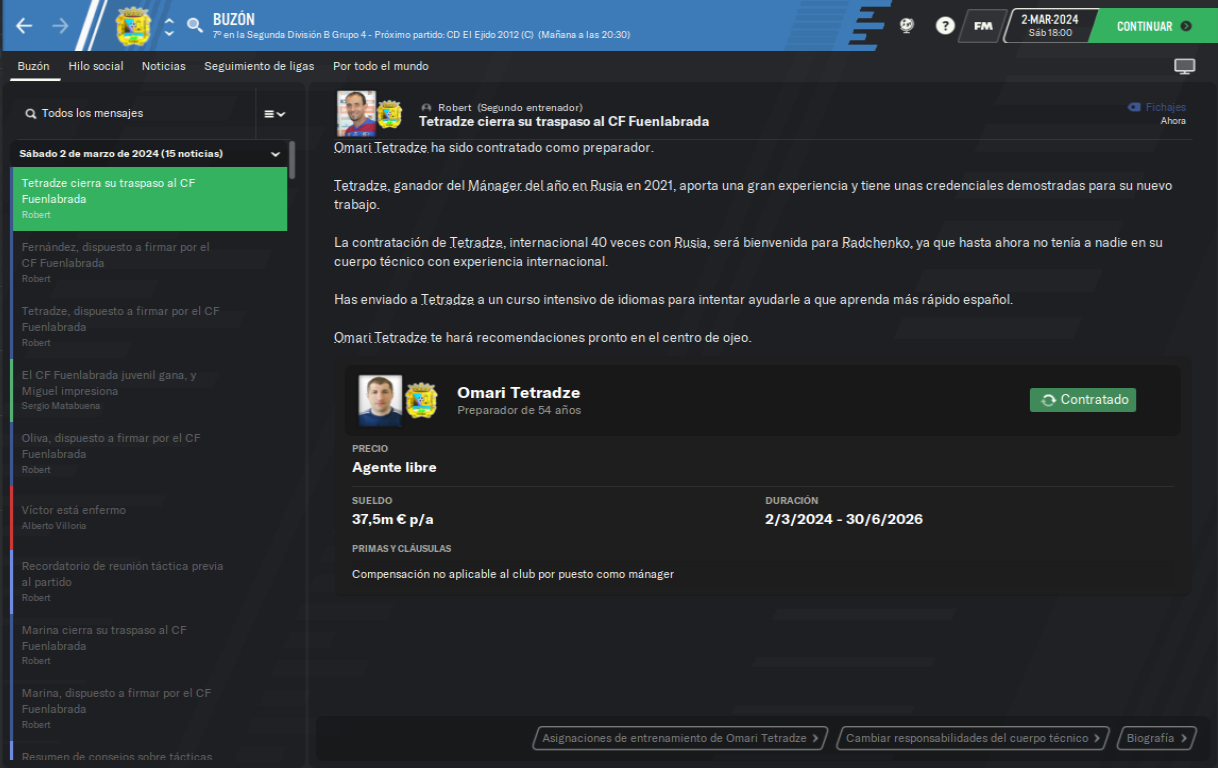 BUZÓN
7º en la Segunda División B Grupo 4 - Próximo partido: CD El Ejido 2012 (C) (Mañana a las 20:30)
?
FM
2-MAR-2024
Sáb 18:00
CONTINUAR
Buzón Hilo social Noticias Seguimiento de ligas Por todo el mundo
Todos los mensajes
Sábado 2 de marzo de 2024 (15 noticias)
Tetradze cierra su traspaso al CF
Fuenlabrada
Robert
Fernández, dispuesto a firmar por el
CF Fuenlabrada
Robert
Tetradze, dispuesto a firmar por el CF
Fuenlabrada
Robert
El CF Fuenlabrada juvenil gana, y
Miguel impresiona
Sergio Matabuena
Oliva, dispuesto a firmar por el CF
Fuenlabrada
Robert
Víctor está enfermo
Alberto Villoria
Recordatorio de reunión táctica previa
al partido
Robert
Marina cierra su traspaso al CF
Fuenlabrada
Robert
Marina, dispuesto a firmar por el CF
Fuenlabrada
Robert
Resumen de consejos sobre tácticas
Robert (Segundo entrenador)
Tetradze cierra su traspaso al CF Fuenlabrada
Fichajes
Ahora
Omari Tetradze ha sido contratado como preparador.
Tetradze, ganador del Mánager del año en Rusia en 2021, aporta una gran experiencia y tiene unas credenciales demostradas para su nuevo
trabajo.
La contratación de Tetradze, internacional 40 veces con Rusia, será bienvenida para Radchenko, ya que hasta ahora no tenía a nadie en su
cuerpo técnico con experiencia internacional.
Has enviado a Tetradze a un curso intensivo de idiomas para intentar ayudarle a que aprenda más rápido español.
Omari Tetradze te hará recomendaciones pronto en el centro de ojeo.
Omari Tetradze
Preparador de 54 años
Contratado
PRECIO
Agente libre
SUELDO
37,5m € p/a
DURACIÓN
2/3/2024 - 30/6/2026
PRIMAS Y CLÁUSULAS
Compensación no aplicable al club por puesto como mánager
Asignaciones de entrenamiento de Omari Tetradze
Cambiar responsabilidades del cuerpo técnico
Biografía